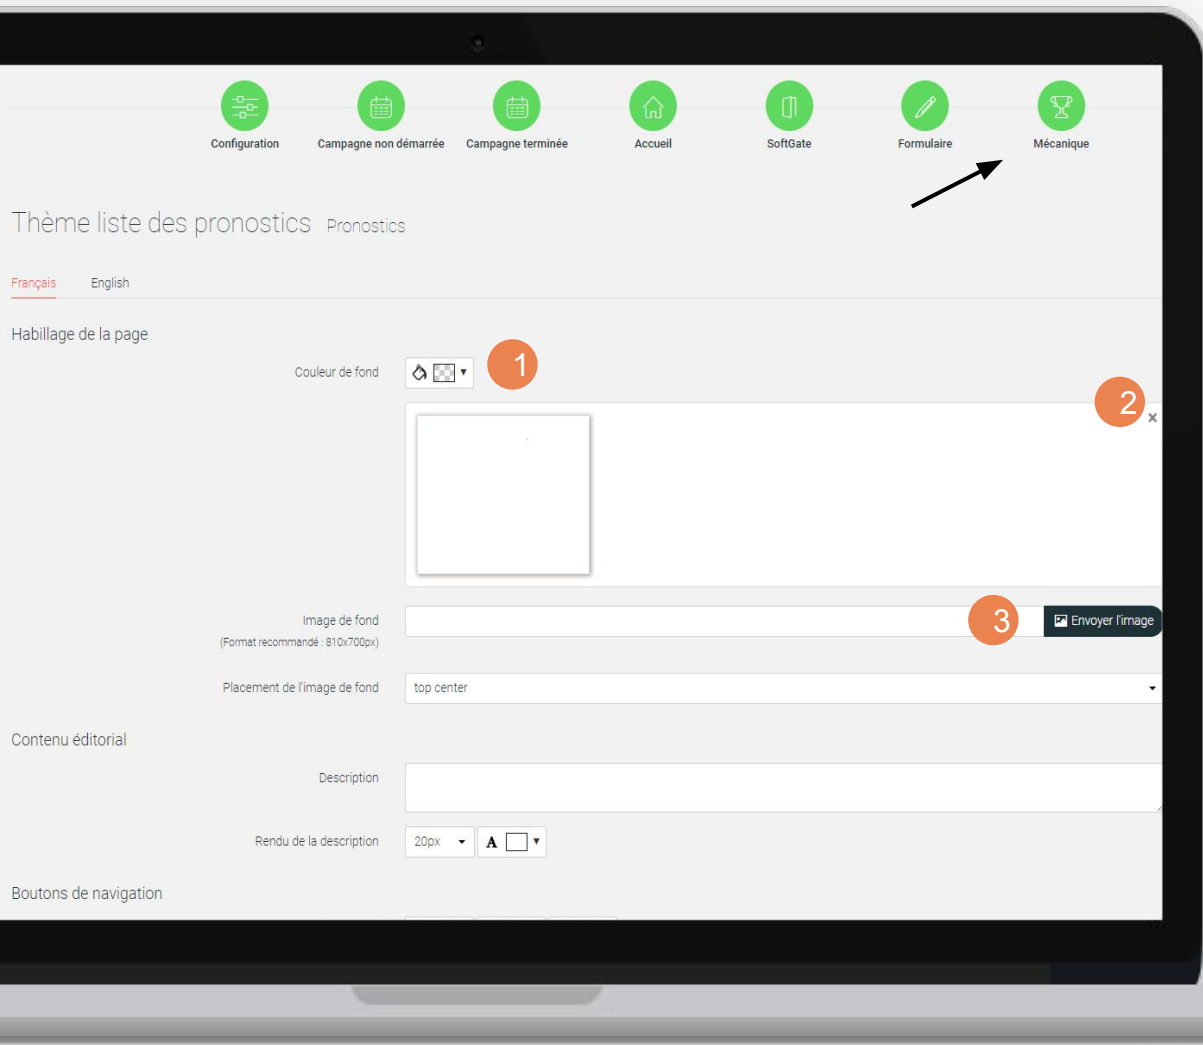 Configuration
Campagne non démarrée
Campagne terminée
Accueil
SoftGate
Formulaire
Mécanique
Thème liste des pronostics Pronostics
Français English
Habillage de la page
Couleur de fond
1
2
Image de fond
(Format recommandé : 810x700px)
3
Envoyer l'image
Placement de l'image de fond
top center
Contenu éditorial
Description
Rendu de la description
20px
A
Boutons de navigation